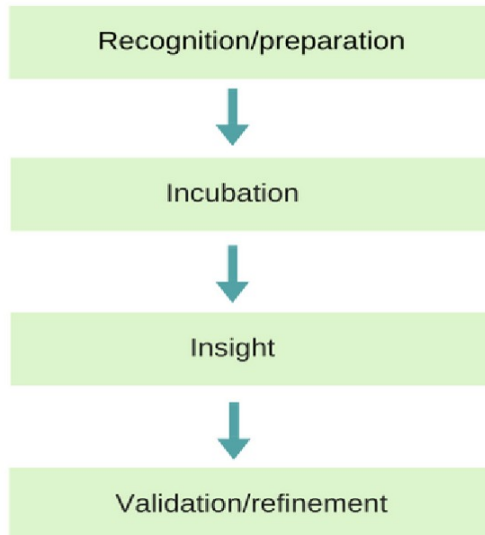 Recognition/preparation
Incubation
Insight
Validation/refinement